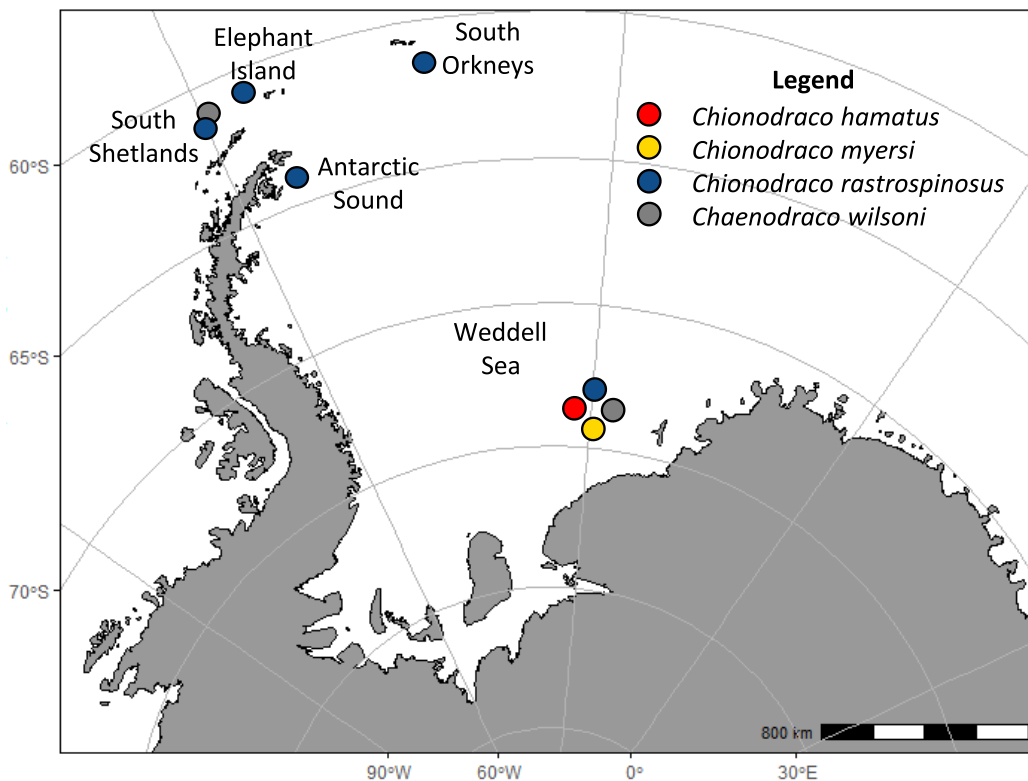 Elephant
Island
South
Orkneys
South
Shetlands
Antarctic
Sound
Weddell
Sea
Legend
Chionodraco hamatus
Chionodraco myersi
Chionodraco rastrospinosus
Chaenodraco wilsoni
60°S
65°S
70°S
800 km
90°W
60°W
0°
30°E